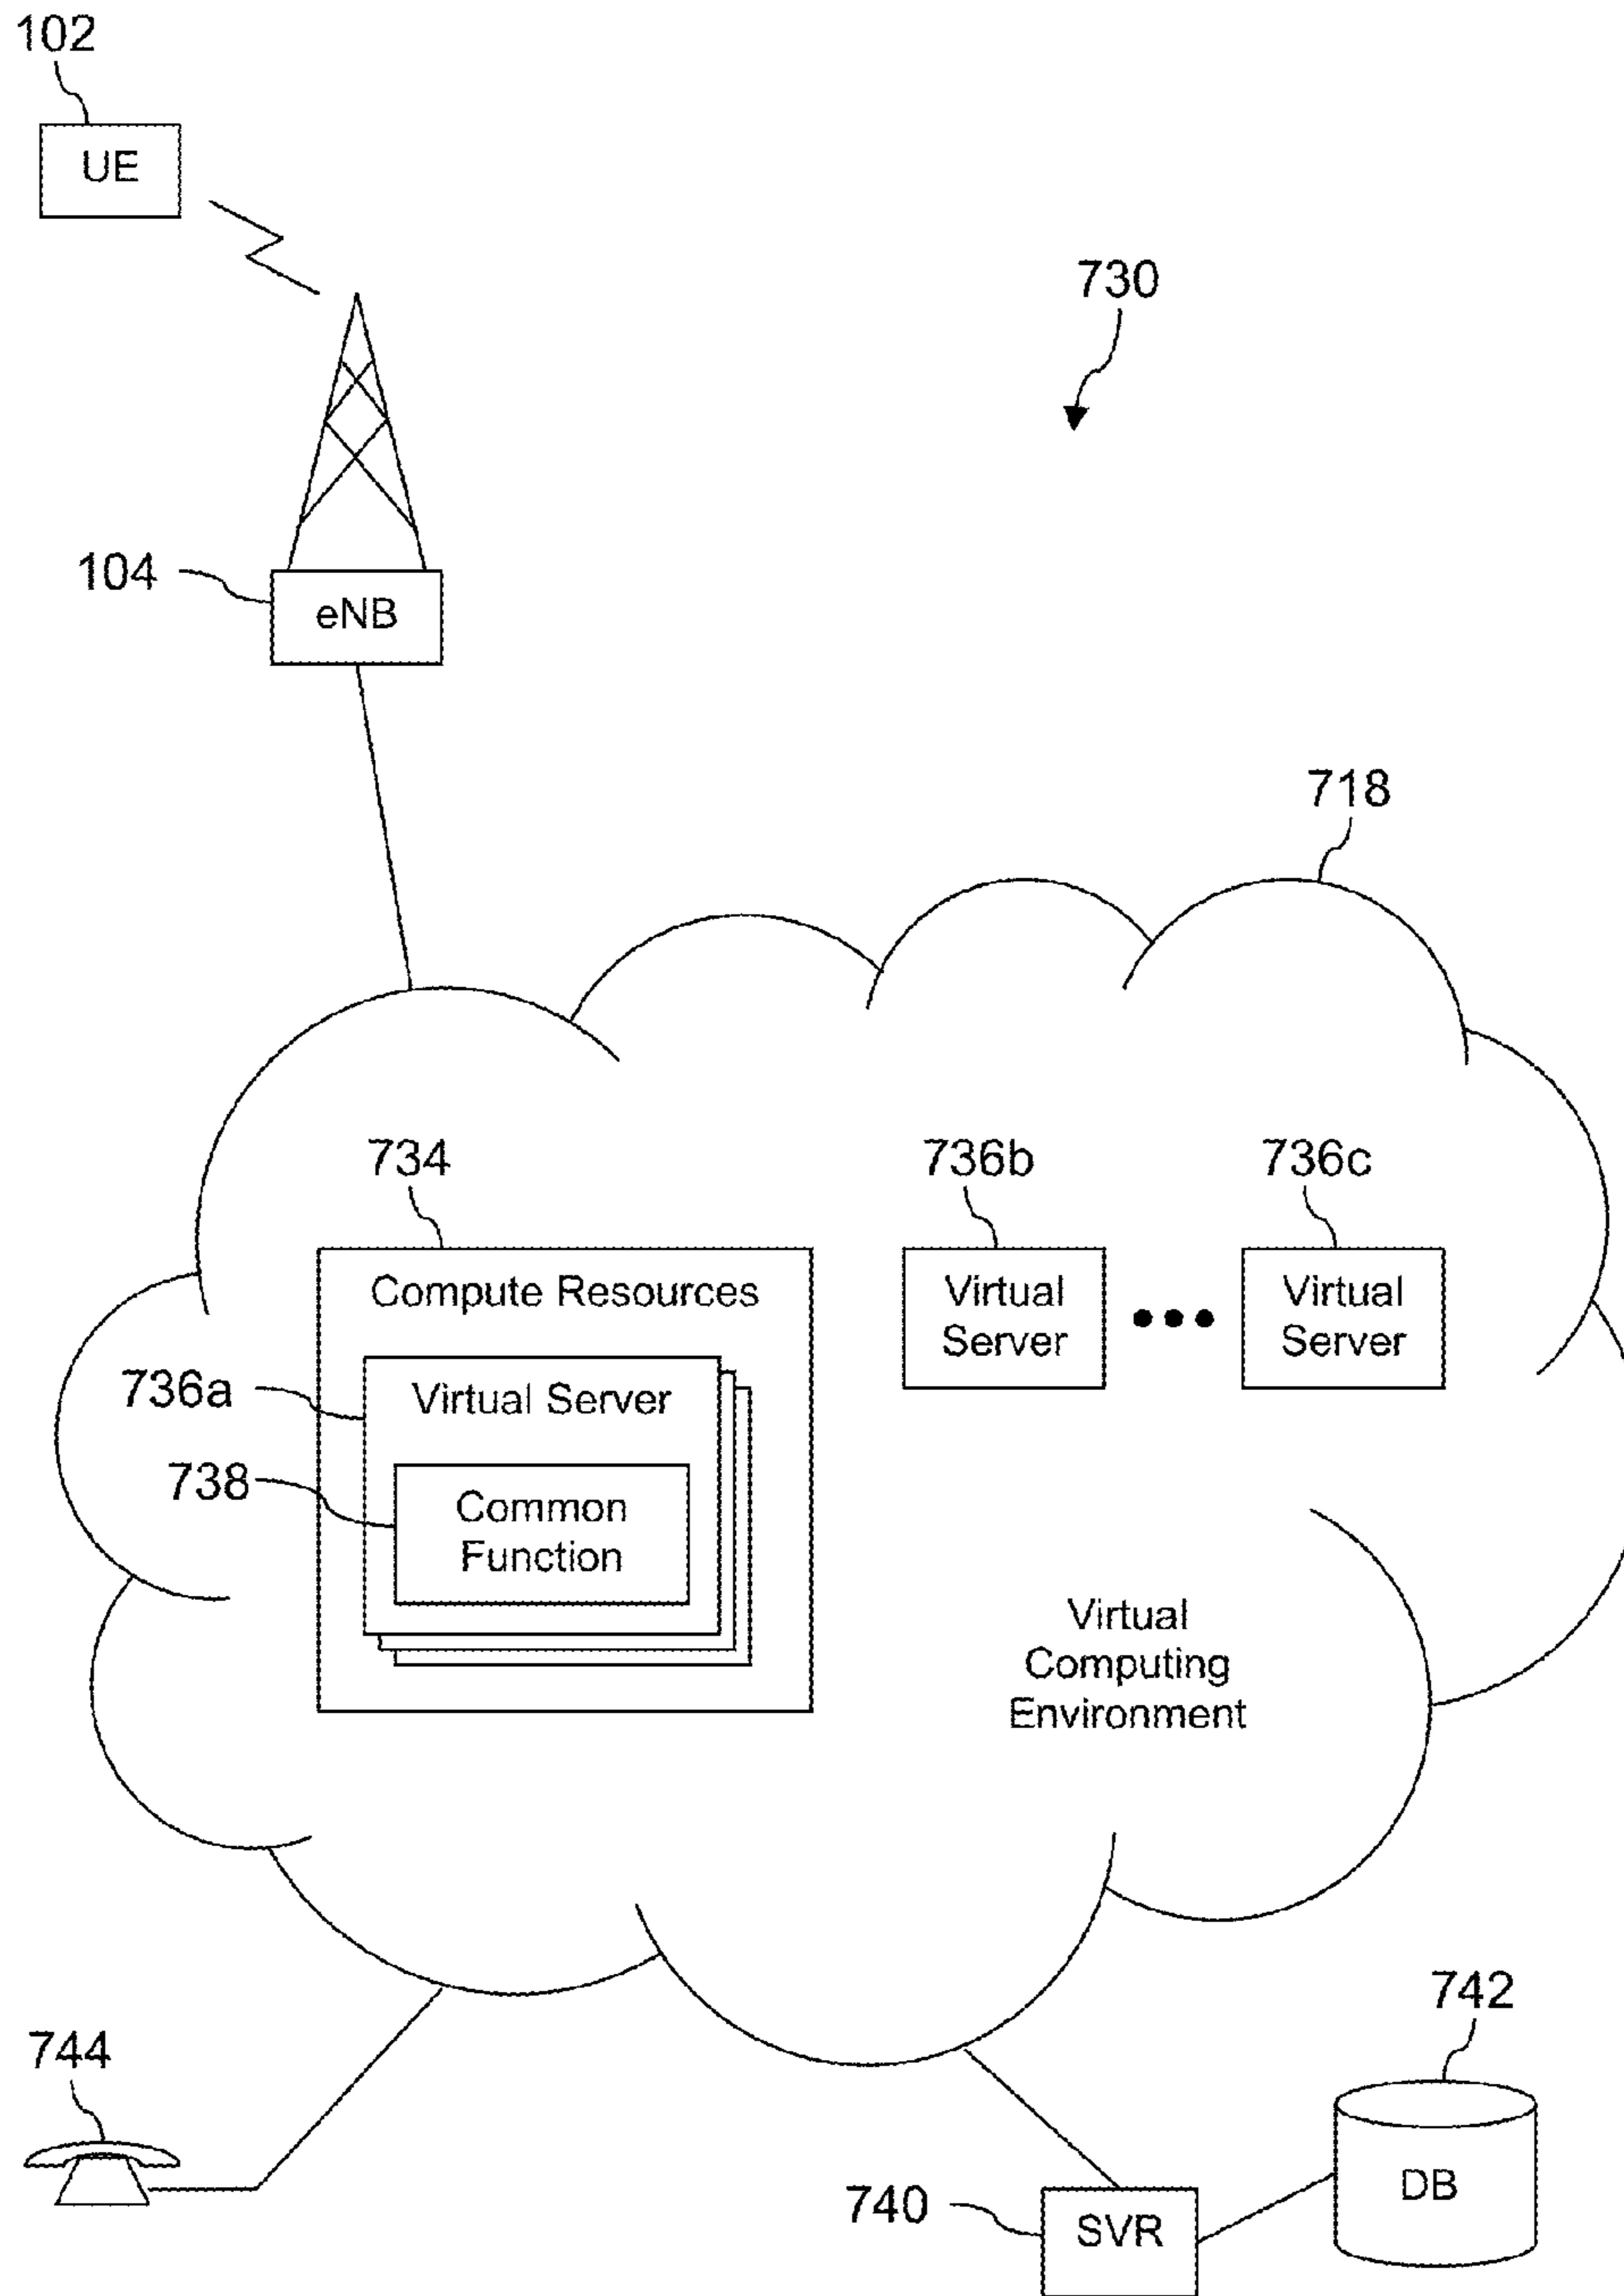 102
UE
730
104
eNB
718
734
736b
736c
Compute Resources
Virtual
Server
Virtual
Server
736a
Virtual Server
738
Common
Function
Virtual
Computing
Environment
742
744
DB
740
SVR